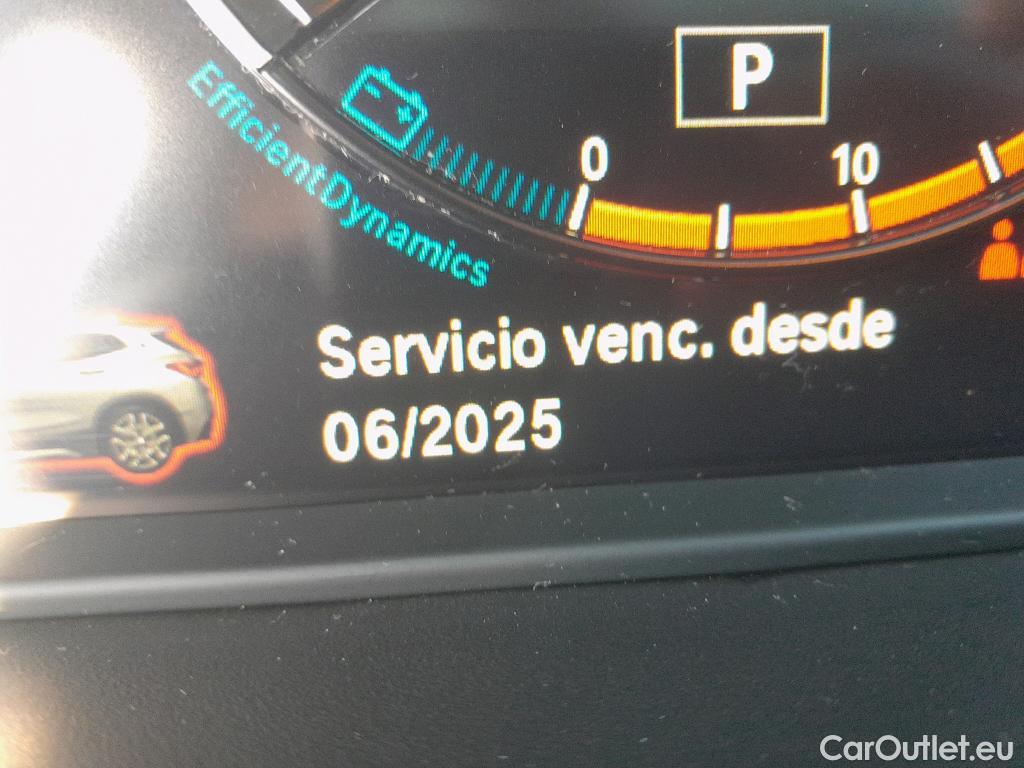 P
0
10
EfficientDynamics
Servicio venc. desde
06/2025
CarOutlet.eu